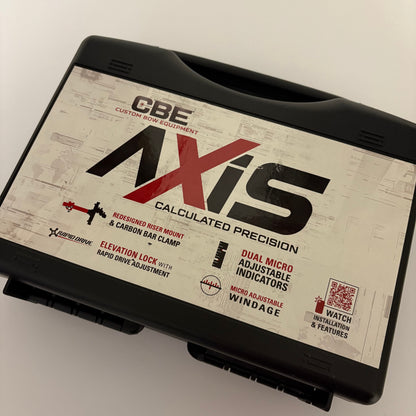 CBE
CUSTOM BOW EQUIPMENT
AXiS
CALCULATED PRECISION
REDESIGNED RISER MOUNT
& CARBON BAR CLAMP
RAPID DRIVE
ELEVATION LOCK WITH
RAPID DRIVE ADJUSTMENT
DUAL MICRO
ADJUSTABLE
INDICATORS
MICRO ADJUSTABLE
WINDAGE
WATCH
INSTALLATION
& FEATURES